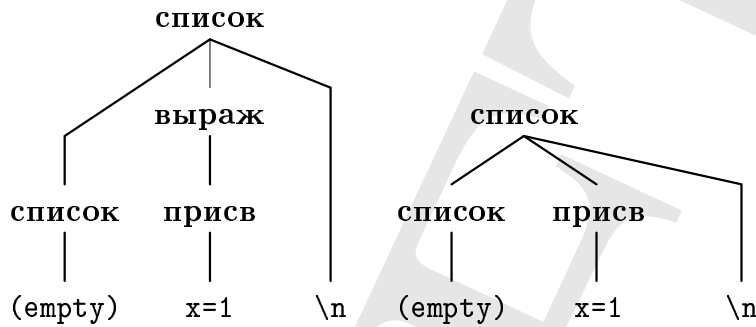 список
выраж
список присв
(empty) x=1 \n
список
список присв
(empty) x=1 \n